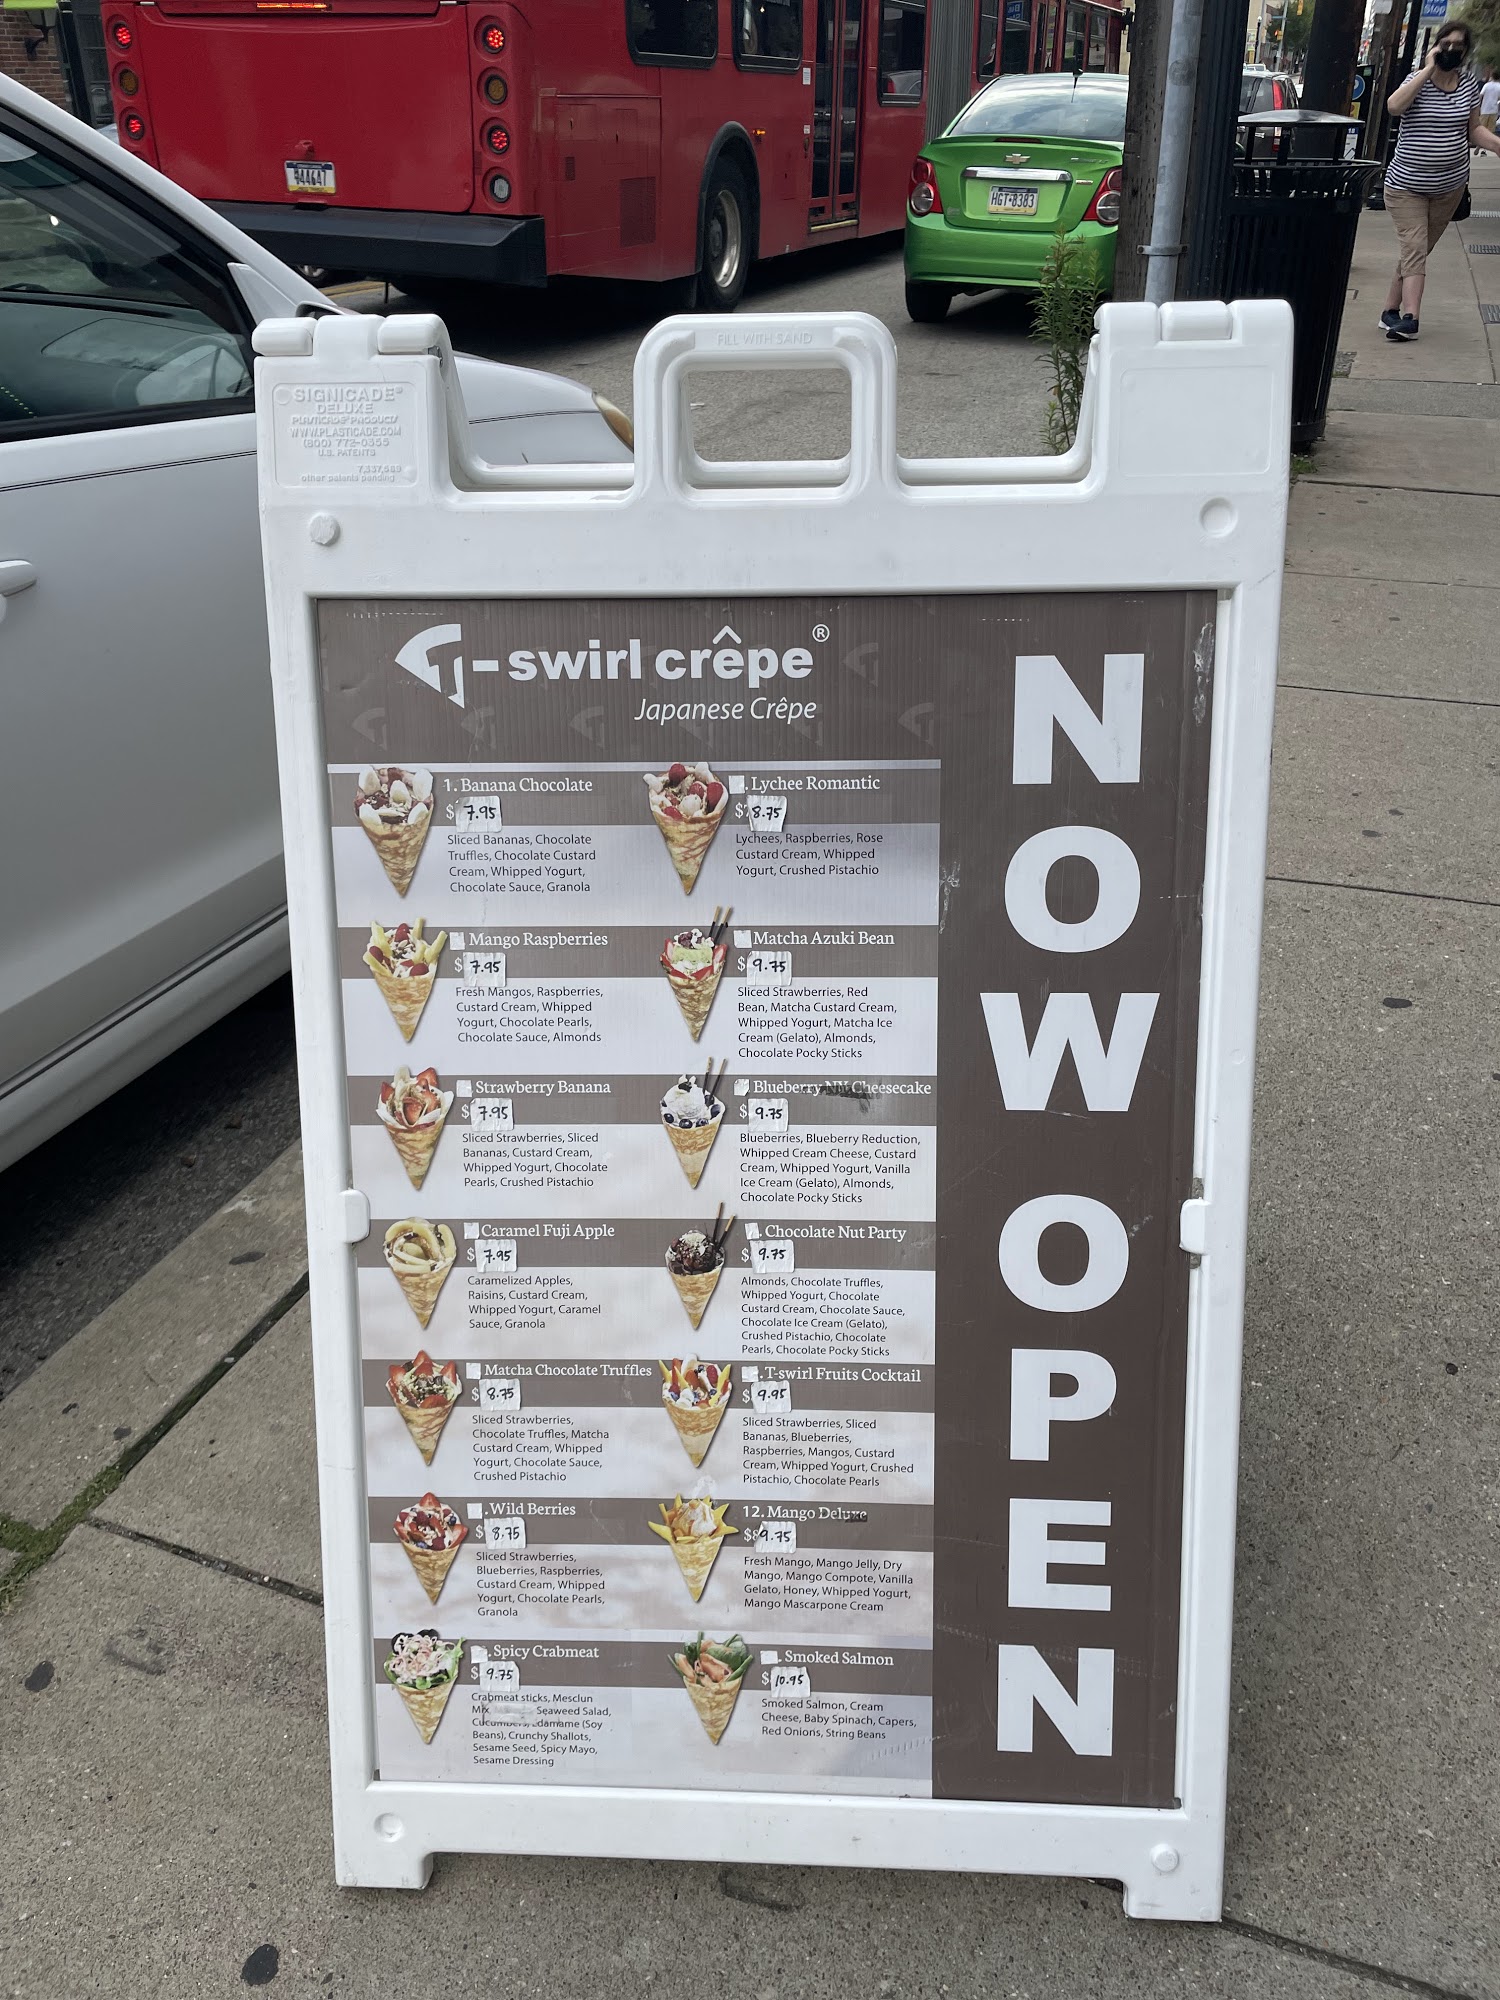 Stop
944647
HGT-8383
FILL WITH SAND
SIGNICADE®
DELUXE
PLASTICADE PRODUCTS
WWW.PLASTICADE.COM
(800) 772-0355
U.S. PATENTS
other patents pending
T-swirl crêpe®
Japanese Crêpe
NOW OPEN
1. Banana Chocolate
$ 7.95
Sliced Bananas, Chocolate
Truffles, Chocolate Custard
Cream, Whipped Yogurt,
Chocolate Sauce, Granola
. Lychee Romantic
$ 8.75
Lychees, Raspberries, Rose
Custard Cream, Whipped
Yogurt, Crushed Pistachio
Mango Raspberries
$ 7.95
Fresh Mangos, Raspberries,
Custard Cream, Whipped
Yogurt, Chocolate Pearls,
Chocolate Sauce, Almonds
Matcha Azuki Bean
$ 9.75
Sliced Strawberries, Red
Bean, Matcha Custard Cream,
Whipped Yogurt, Matcha Ice
Cream (Gelato), Almonds,
Chocolate Pocky Sticks
Strawberry Banana
$ 7.95
Sliced Strawberries, Sliced
Bananas, Custard Cream,
Whipped Yogurt, Chocolate
Pearls, Crushed Pistachio
Blueberry NY Cheesecake
$ 9.75
Blueberries, Blueberry Reduction,
Whipped Cream Cheese, Custard
Cream, Whipped Yogurt, Vanilla
Ice Cream (Gelato), Almonds,
Chocolate Pocky Sticks
Caramel Fuji Apple
$ 7.95
Caramelized Apples,
Raisins, Custard Cream,
Whipped Yogurt, Caramel
Sauce, Granola
. Chocolate Nut Party
$ 9.75
Almonds, Chocolate Truffles,
Whipped Yogurt, Chocolate
Custard Cream, Chocolate Sauce,
Chocolate Ice Cream (Gelato),
Crushed Pistachio, Chocolate
Pearls, Chocolate Pocky Sticks
Matcha Chocolate Truffles
$ 8.75
Sliced Strawberries,
Chocolate Truffles, Matcha
Custard Cream, Whipped
Yogurt, Chocolate Sauce,
Crushed Pistachio
. T-swirl Fruits Cocktail
$ 9.95
Sliced Strawberries, Sliced
Bananas, Blueberries,
Raspberries, Mangos, Custard
Cream, Whipped Yogurt, Crushed
Pistachio, Chocolate Pearls
. Wild Berries
$ 8.75
Sliced Strawberries,
Blueberries, Raspberries,
Custard Cream, Whipped
Yogurt, Chocolate Pearls,
Granola
12. Mango Deluxe
$ 9.75
Fresh Mango, Mango Jelly, Dry
Mango, Mango Compote, Vanilla
Gelato, Honey, Whipped Yogurt,
Mango Mascarpone Cream
. Spicy Crabmeat
$ 9.75
Crabmeat sticks, Mesclun
Mix, Seaweed Salad,
Cucumbers, Edamame (Soy
Beans), Crunchy Shallots,
Sesame Seed, Spicy Mayo,
Sesame Dressing
. Smoked Salmon
$ 10.95
Smoked Salmon, Cream
Cheese, Baby Spinach, Capers,
Red Onions, String Beans